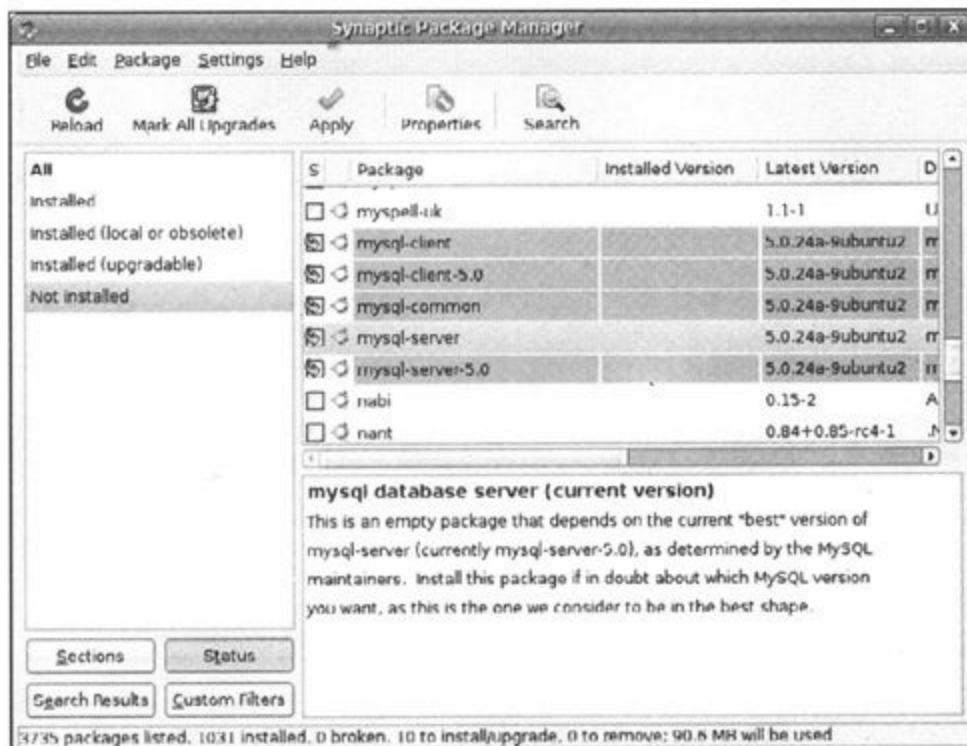 Synaptic Package Manager
File Edit Package Settings Help
Reload Mark All Upgrades Apply Properties Search
All
Installed
Installed (local or obsolete)
Installed (upgradable)
Not installed
S Package Installed Version Latest Version D
myspell-uk 1.1-1 U
mysql-client 5.0.24a-9ubuntu2 m
mysql-client-5.0 5.0.24a-9ubuntu2 m
mysql-common 5.0.24a-9ubuntu2 m
mysql-server 5.0.24a-9ubuntu2 m
mysql-server-5.0 5.0.24a-9ubuntu2 m
nabi 0.15-2 A
nant 0.84+0.85-rc4-1 .N
mysql database server (current version)
This is an empty package that depends on the current "best" version of
mysql-server (currently mysql-server-5.0), as determined by the MySQL
maintainers. Install this package if in doubt about which MySQL version
you want, as this is the one we consider to be in the best shape.
Sections Status
Search Results Custom Filters
3735 packages listed, 1031 installed, 0 broken. 10 to install/upgrade, 0 to remove; 90.6 MB will be used